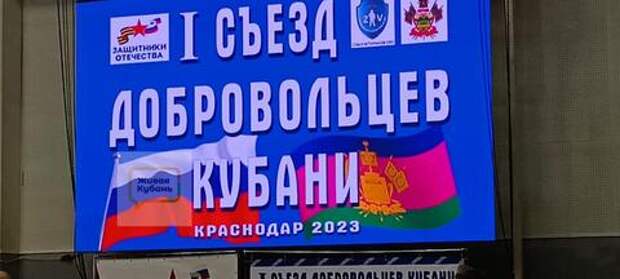 ЗАЩИТНИКИ
ОТЕЧЕСТВА
I СЪЕЗД
ДОБРОВОЛЬЦЕВ
КУБАНИ
Живая
Кубань
КРАСНОДАР 2023
I СЪЕЗД ДОБРОВОЛЬЦЕВ КУБАНИ